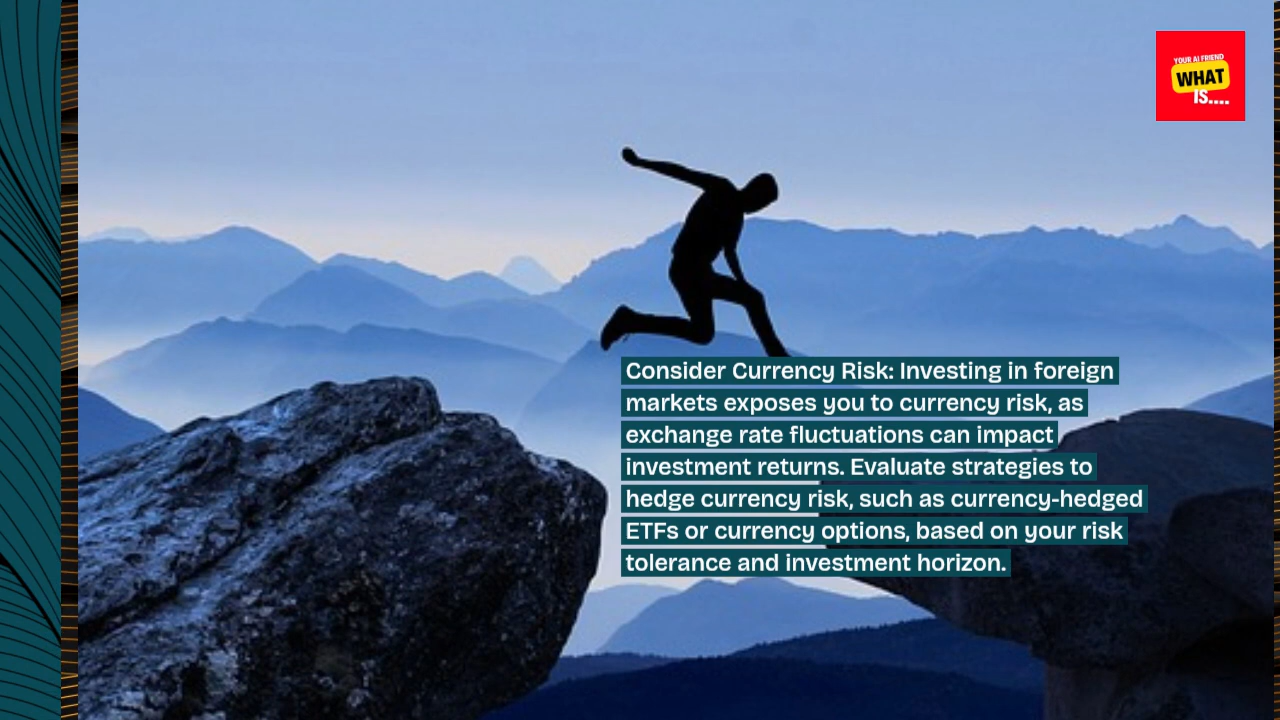 YOUR AI FRIEND
WHAT
IS....
Consider Currency Risk: Investing in foreign
markets exposes you to currency risk, as
exchange rate fluctuations can impact
investment returns. Evaluate strategies to
hedge currency risk, such as currency-hedged
ETFs or currency options, based on your risk
tolerance and investment horizon.